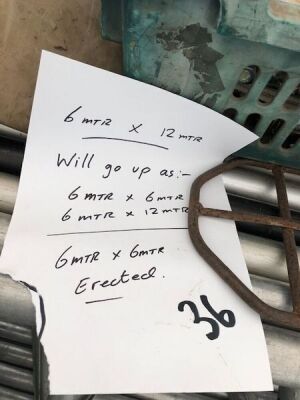 6 MTR X 12 MTR
Will go up as:-
6 MTR X 6 MTR
6 MTR X 12 MTR
6 MTR X 6 MTR
Erected.
36